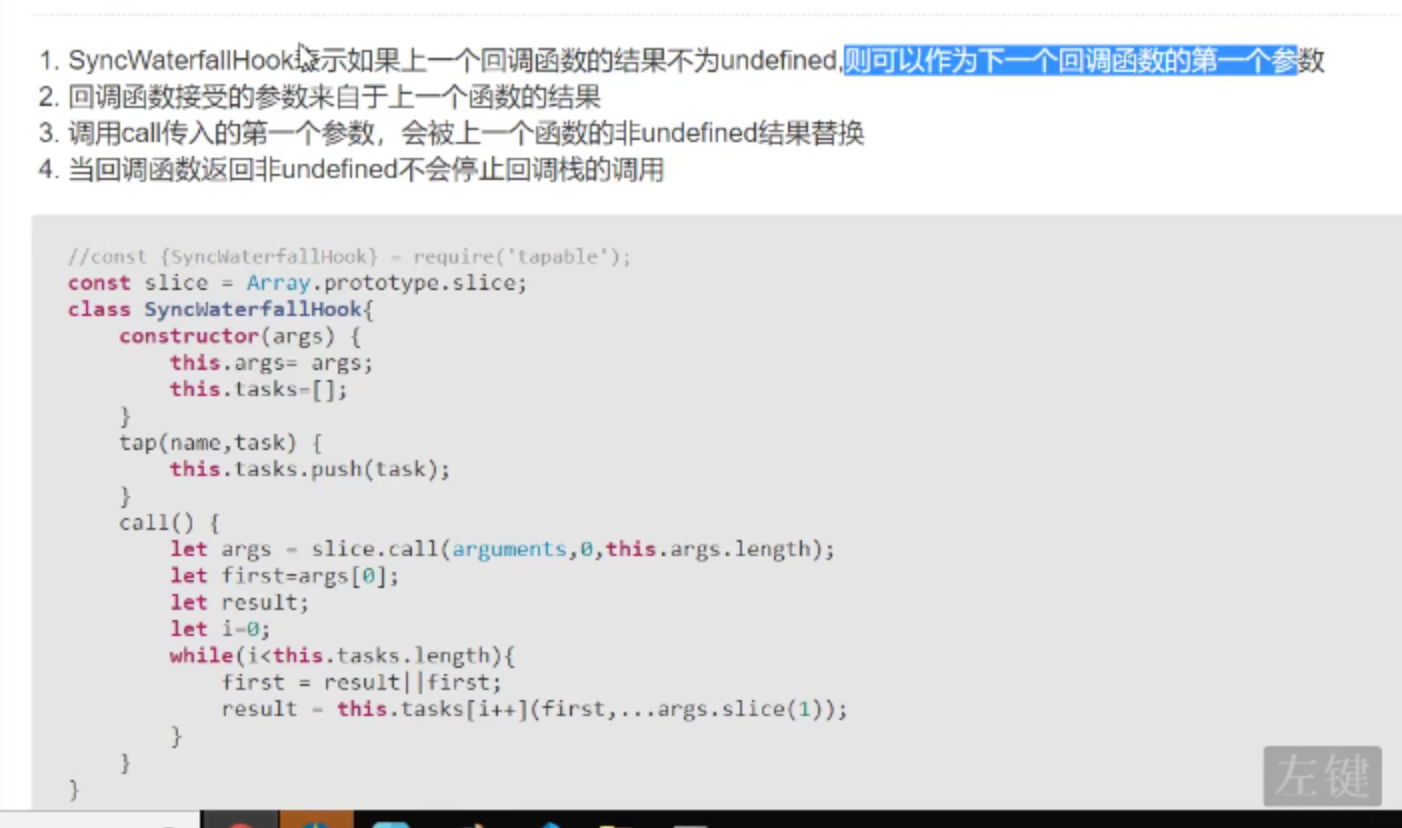 1. SyncWaterfallHook表示如果上一个回调函数的结果不为undefined,则可以作为下一个回调函数的第一个参数
2. 回调函数接受的参数来自于上一个函数的结果
3. 调用call传入的第一个参数，会被上一个函数的非undefined结果替换
4. 当回调函数返回非undefined不会停止回调栈的调用
//const {SyncWaterfallHook} = require('tapable');
const slice = Array.prototype.slice;
class SyncWaterfallHook{
    constructor(args) {
        this.args= args;
        this.tasks=[];
    }
    tap(name,task) {
        this.tasks.push(task);
    }
    call() {
        let args = slice.call(arguments,0,this.args.length);
        let first=args[0];
        let result;
        let i=0;
        while(i<this.tasks.length){
            first = result||first;
            result = this.tasks[i++](first,...args.slice(1));
        }
    }
}
左键